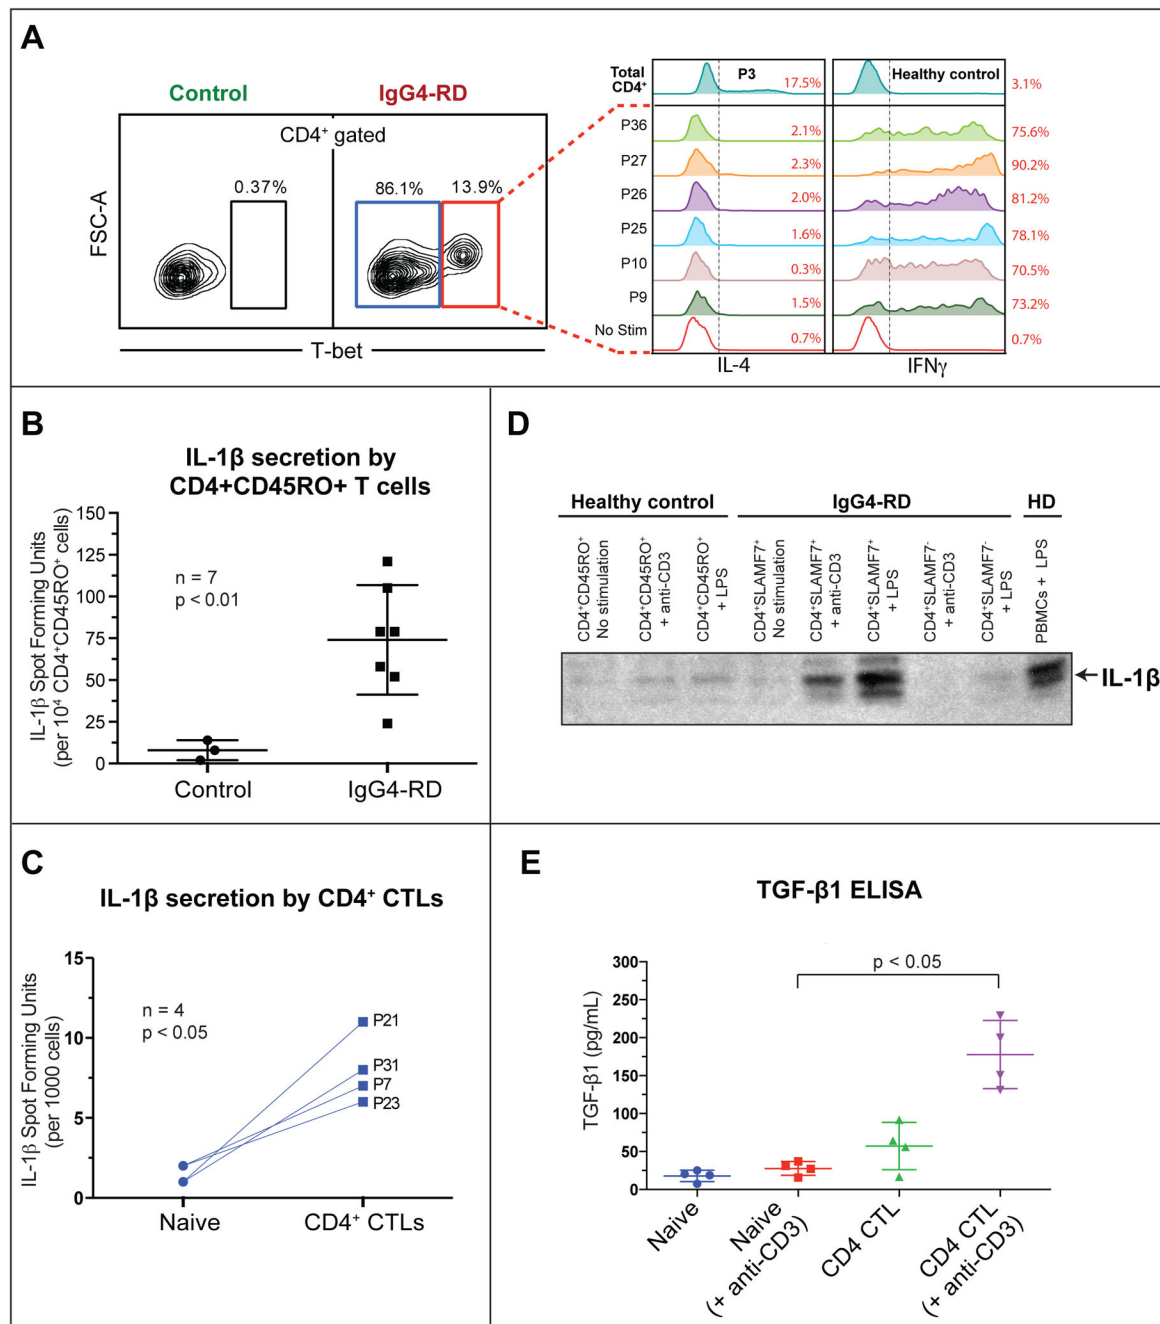 A
Control
IgG4-RD
CD4⁺ gated
0.37%
86.1%
13.9%
FSC-A
T-bet
Total
CD4⁺
P3
17.5%
Healthy control
3.1%
P36
2.1%
75.6%
P27
2.3%
90.2%
P26
2.0%
81.2%
P25
1.6%
78.1%
P10
0.3%
70.5%
P9
1.5%
73.2%
No Stim
0.7%
0.7%
IL-4
IFNγ
B
IL-1β secretion by
CD4+CD45RO+ T cells
IL-1β Spot Forming Units
(per 10⁴ CD4⁺CD45RO⁺ cells)
150
125
100
75
50
25
0
n = 7
p < 0.01
Control
IgG4-RD
D
Healthy control
IgG4-RD
HD
CD4⁺CD45RO⁺
No stimulation
CD4⁺CD45RO⁺
+ anti-CD3
CD4⁺CD45RO⁺
+ LPS
CD4⁺SLAMF7⁺
No stimulation
CD4⁺SLAMF7⁺
+ anti-CD3
CD4⁺SLAMF7⁺
+ LPS
CD4⁺SLAMF7⁻
+ anti-CD3
CD4⁺SLAMF7⁻
+ LPS
PBMCs + LPS
IL-1β
C
IL-1β secretion by CD4⁺ CTLs
IL-1β Spot Forming Units
(per 1000 cells)
15
10
5
0
n = 4
p < 0.05
P21
P31
P7
P23
Naive
CD4⁺ CTLs
E
TGF-β1 ELISA
TGF-β1 (pg/mL)
300
250
200
150
100
50
0
p < 0.05
Naive
Naive
(+ anti-CD3)
CD4 CTL
CD4 CTL
(+ anti-CD3)